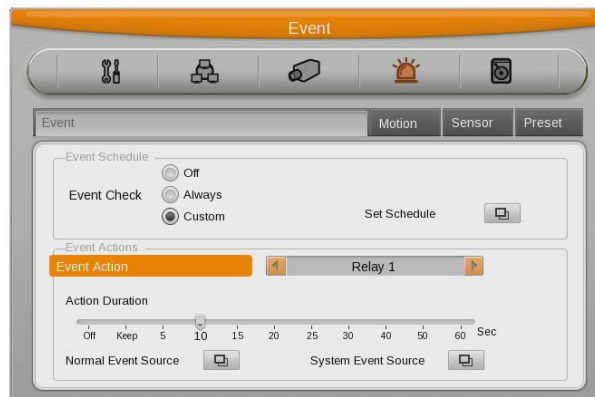 Event
Event Motion Sensor Preset
Event Schedule
Off
Event Check Always
Custom Set Schedule
Event Actions
Event Action Relay 1
Action Duration
Off Keep 5 10 15 20 25 30 40 50 60 Sec
Normal Event Source System Event Source